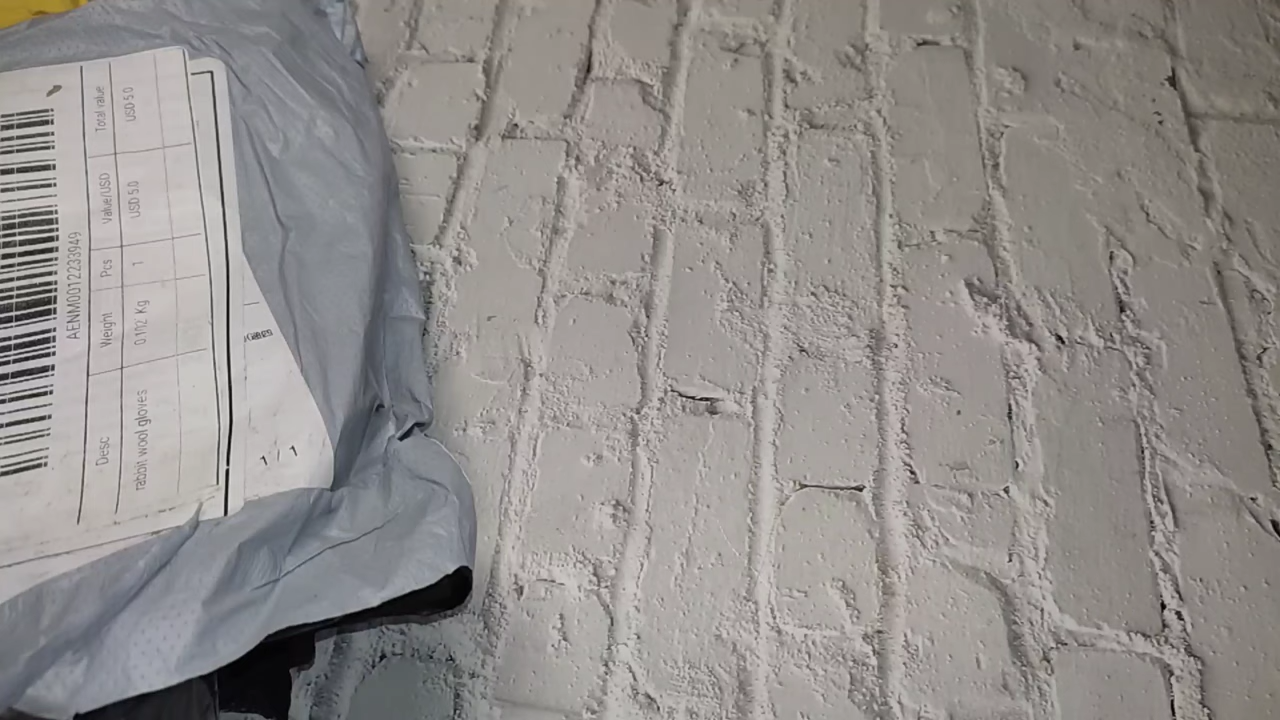 AENM0012233949
Desc Weight Pcs Value/USD Total value
rabbit wool gloves 0.102 Kg 1 USD 5.0 USD 5.0
1 / 1